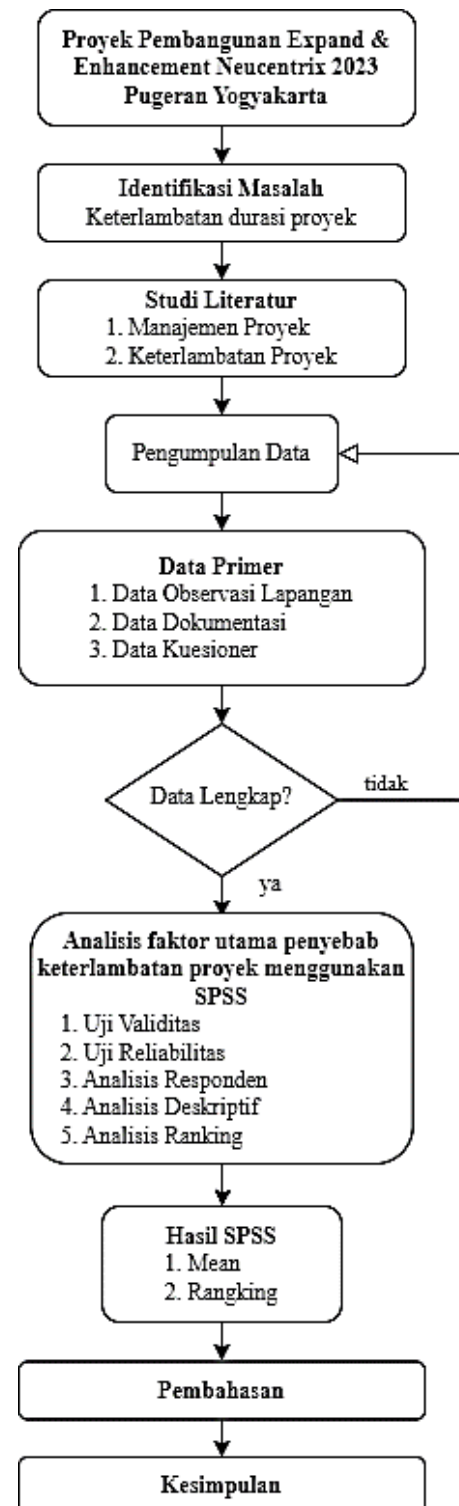 Proyek Pembangunan Expand &
Enhancement Neucentrix 2023
Pugeran Yogyakarta
Identifikasi Masalah
Keterlambatan durasi proyek
Studi Literatur
1. Manajemen Proyek
2. Keterlambatan Proyek
Pengumpulan Data
Data Primer
1. Data Observasi Lapangan
2. Data Dokumentasi
3. Data Kuesioner
Data Lengkap?
tidak
ya
Analisis faktor utama penyebab
keterlambatan proyek menggunakan
SPSS
1. Uji Validitas
2. Uji Reliabilitas
3. Analisis Responden
4. Analisis Deskriptif
5. Analisis Ranking
Hasil SPSS
1. Mean
2. Rangking
Pembahasan
Kesimpulan